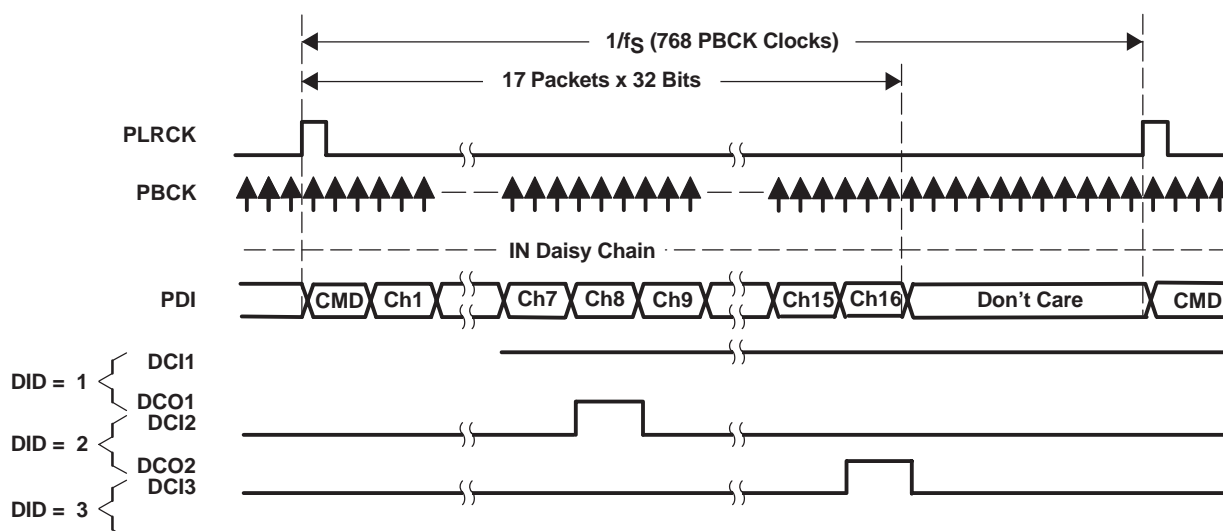 1/fS (768 PBCK Clocks)
17 Packets x 32 Bits
PLRCK
PBCK
IN Daisy Chain
PDI
CMD
Ch1
Ch7
Ch8
Ch9
Ch15
Ch16
Don't Care
CMD
DCI1
DID = 1
DCO1
DCI2
DID = 2
DCO2
DCI3
DID = 3